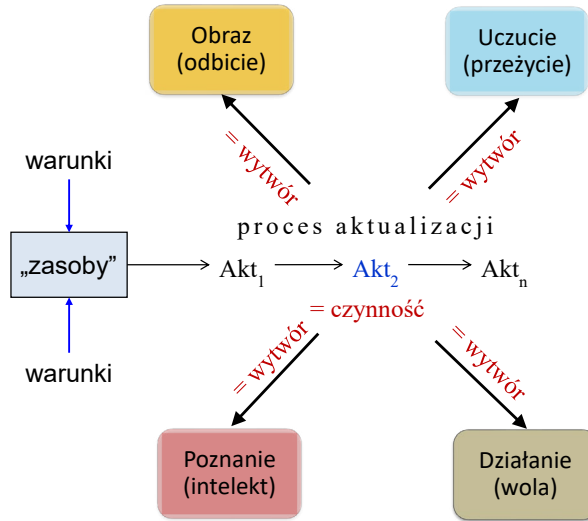 Obraz
(odbicie)
Uczucie
(przeżycie)
= wytwór
= wytwór
warunki
proces aktualizacji
„zasoby”
Akt₁
Akt₂
Aktₙ
= czynność
warunki
= wytwór
= wytwór
Poznanie
(intelekt)
Działanie
(wola)